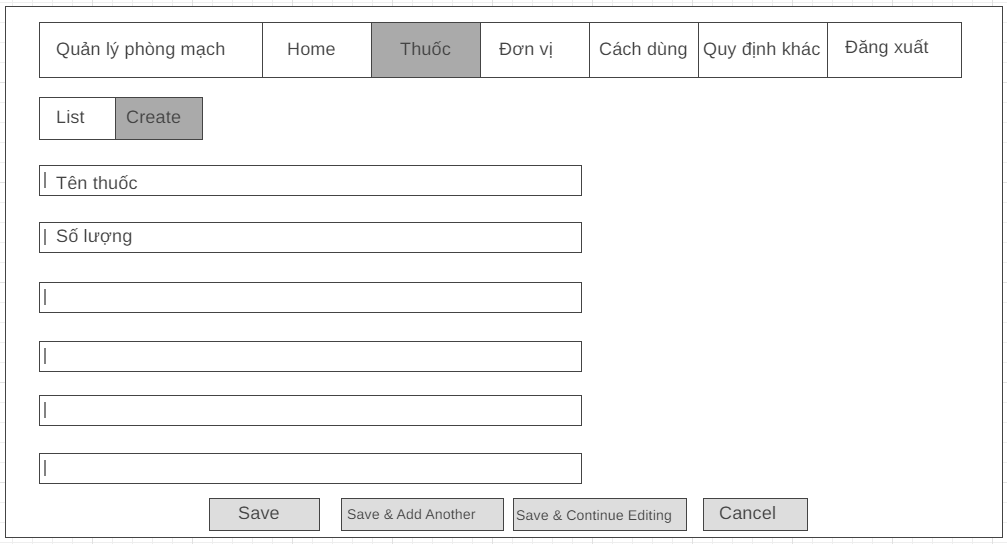 Quản lý phòng mạch Home Thuốc Đơn vị Cách dùng Quy định khác Đăng xuất
List Create
Tên thuốc
Số lượng
Save Save & Add Another Save & Continue Editing Cancel